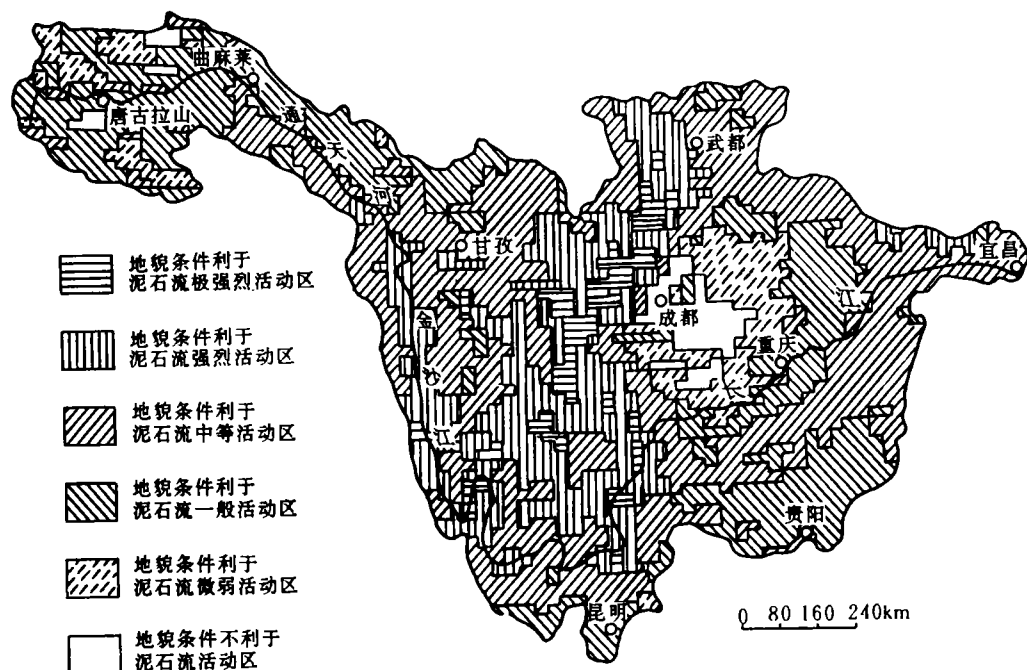 曲麻莱
唐古拉山
通
天
河
武都
甘孜
宜昌
江
成都
重庆
金
沙
江
贵阳
昆明
地貌条件利于
泥石流极强烈活动区
地貌条件利于
泥石流强烈活动区
地貌条件利于
泥石流中等活动区
地貌条件利于
泥石流一般活动区
地貌条件利于
泥石流微弱活动区
地貌条件不利于
泥石流活动区
0 80 160 240km